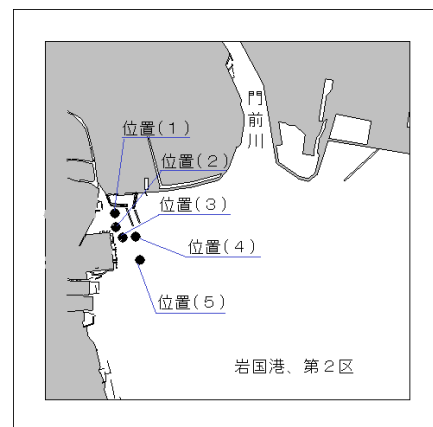 門前川
位置(1)
位置(2)
位置(3)
位置(4)
位置(5)
岩国港、第2区